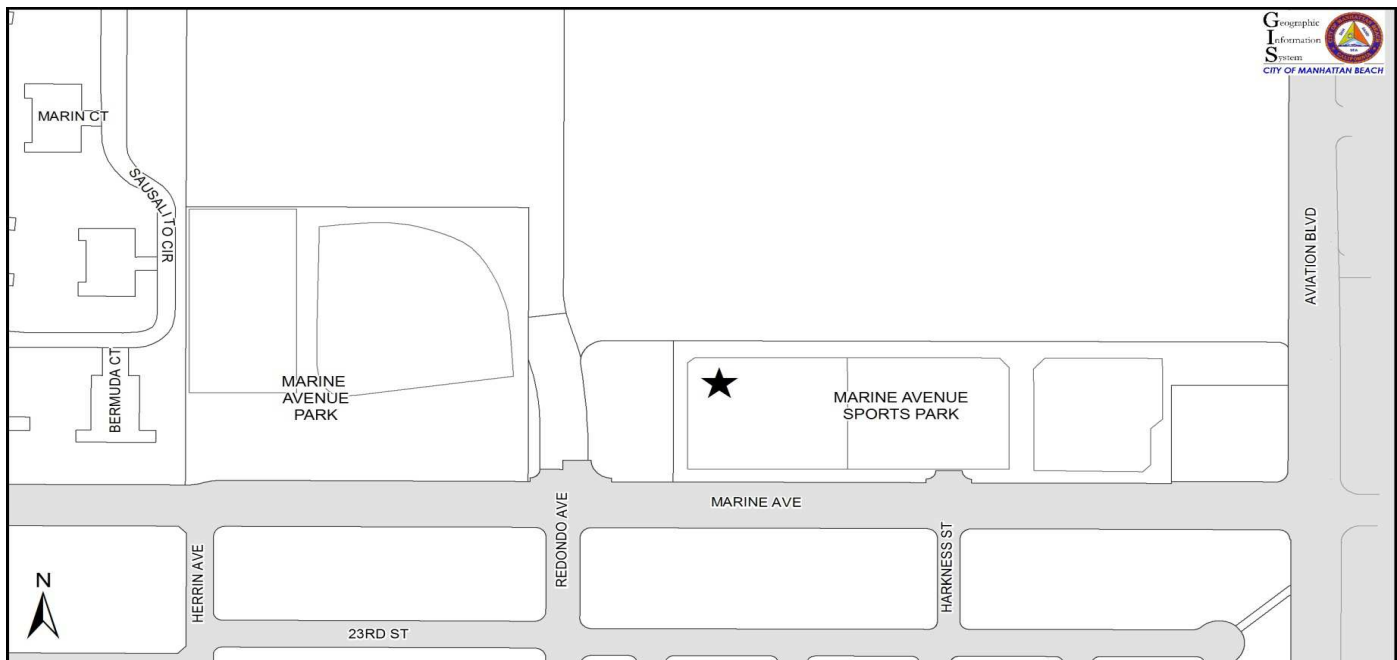 Geographic
Information
System
CITY OF MANHATTAN BEACH
MARIN CT
SAUSALITO CIR
AVIATION BLVD
BERMUDA CT
MARINE
AVENUE
PARK
MARINE AVENUE
SPORTS PARK
MARINE AVE
HERRIN AVE
REDONDO AVE
HARKNESS ST
N
23RD ST